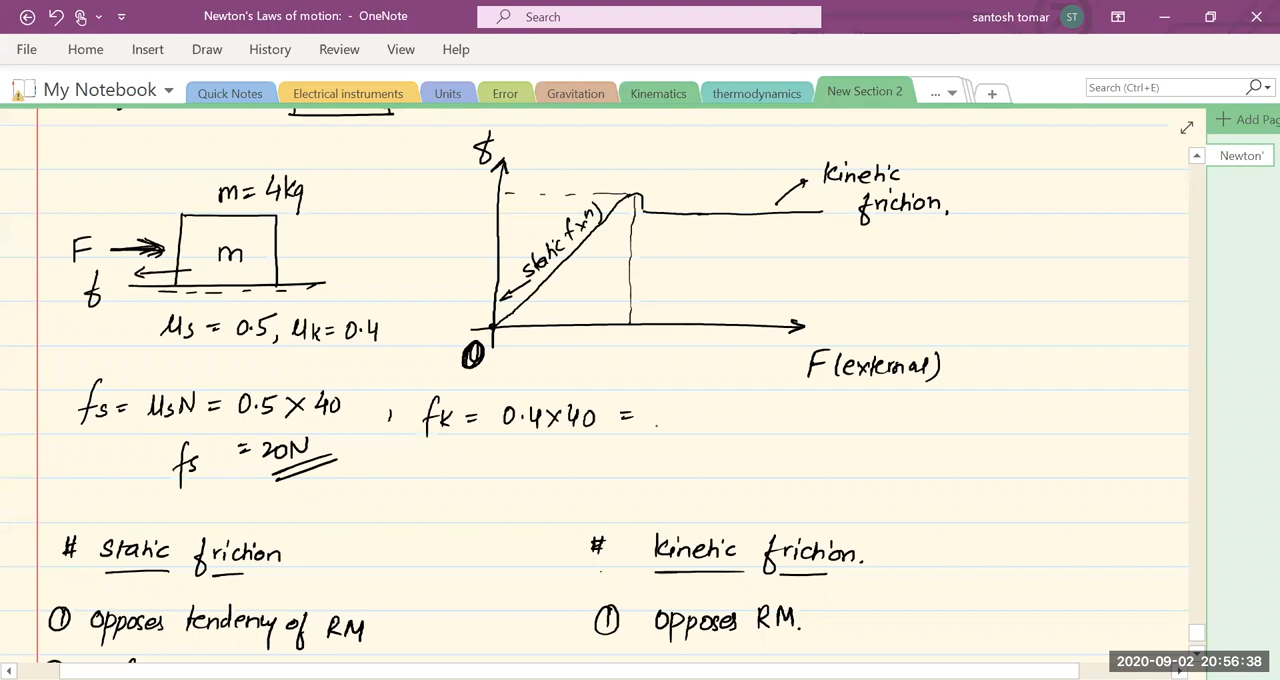 Newton's Laws of motion: - OneNote
Search
santosh tomar
ST
File Home Insert Draw History Review View Help
My Notebook
Quick Notes
Electrical instruments
Units
Error
Gravitation
Kinematics
thermodynamics
New Section 2
...
Search (Ctrl+E)
Add Pag
Newton'
m = 4kg
F
m
f
μs = 0.5, μk = 0.4
f
static fxn)
kinetic
friction.
O
F(external)
fs = μsN = 0.5 × 40 , fk = 0.4×40 =
fs = 20N
# static friction
① opposes tendency of RM
# kinetic friction.
① opposes RM.
2020-09-02 20:56:38